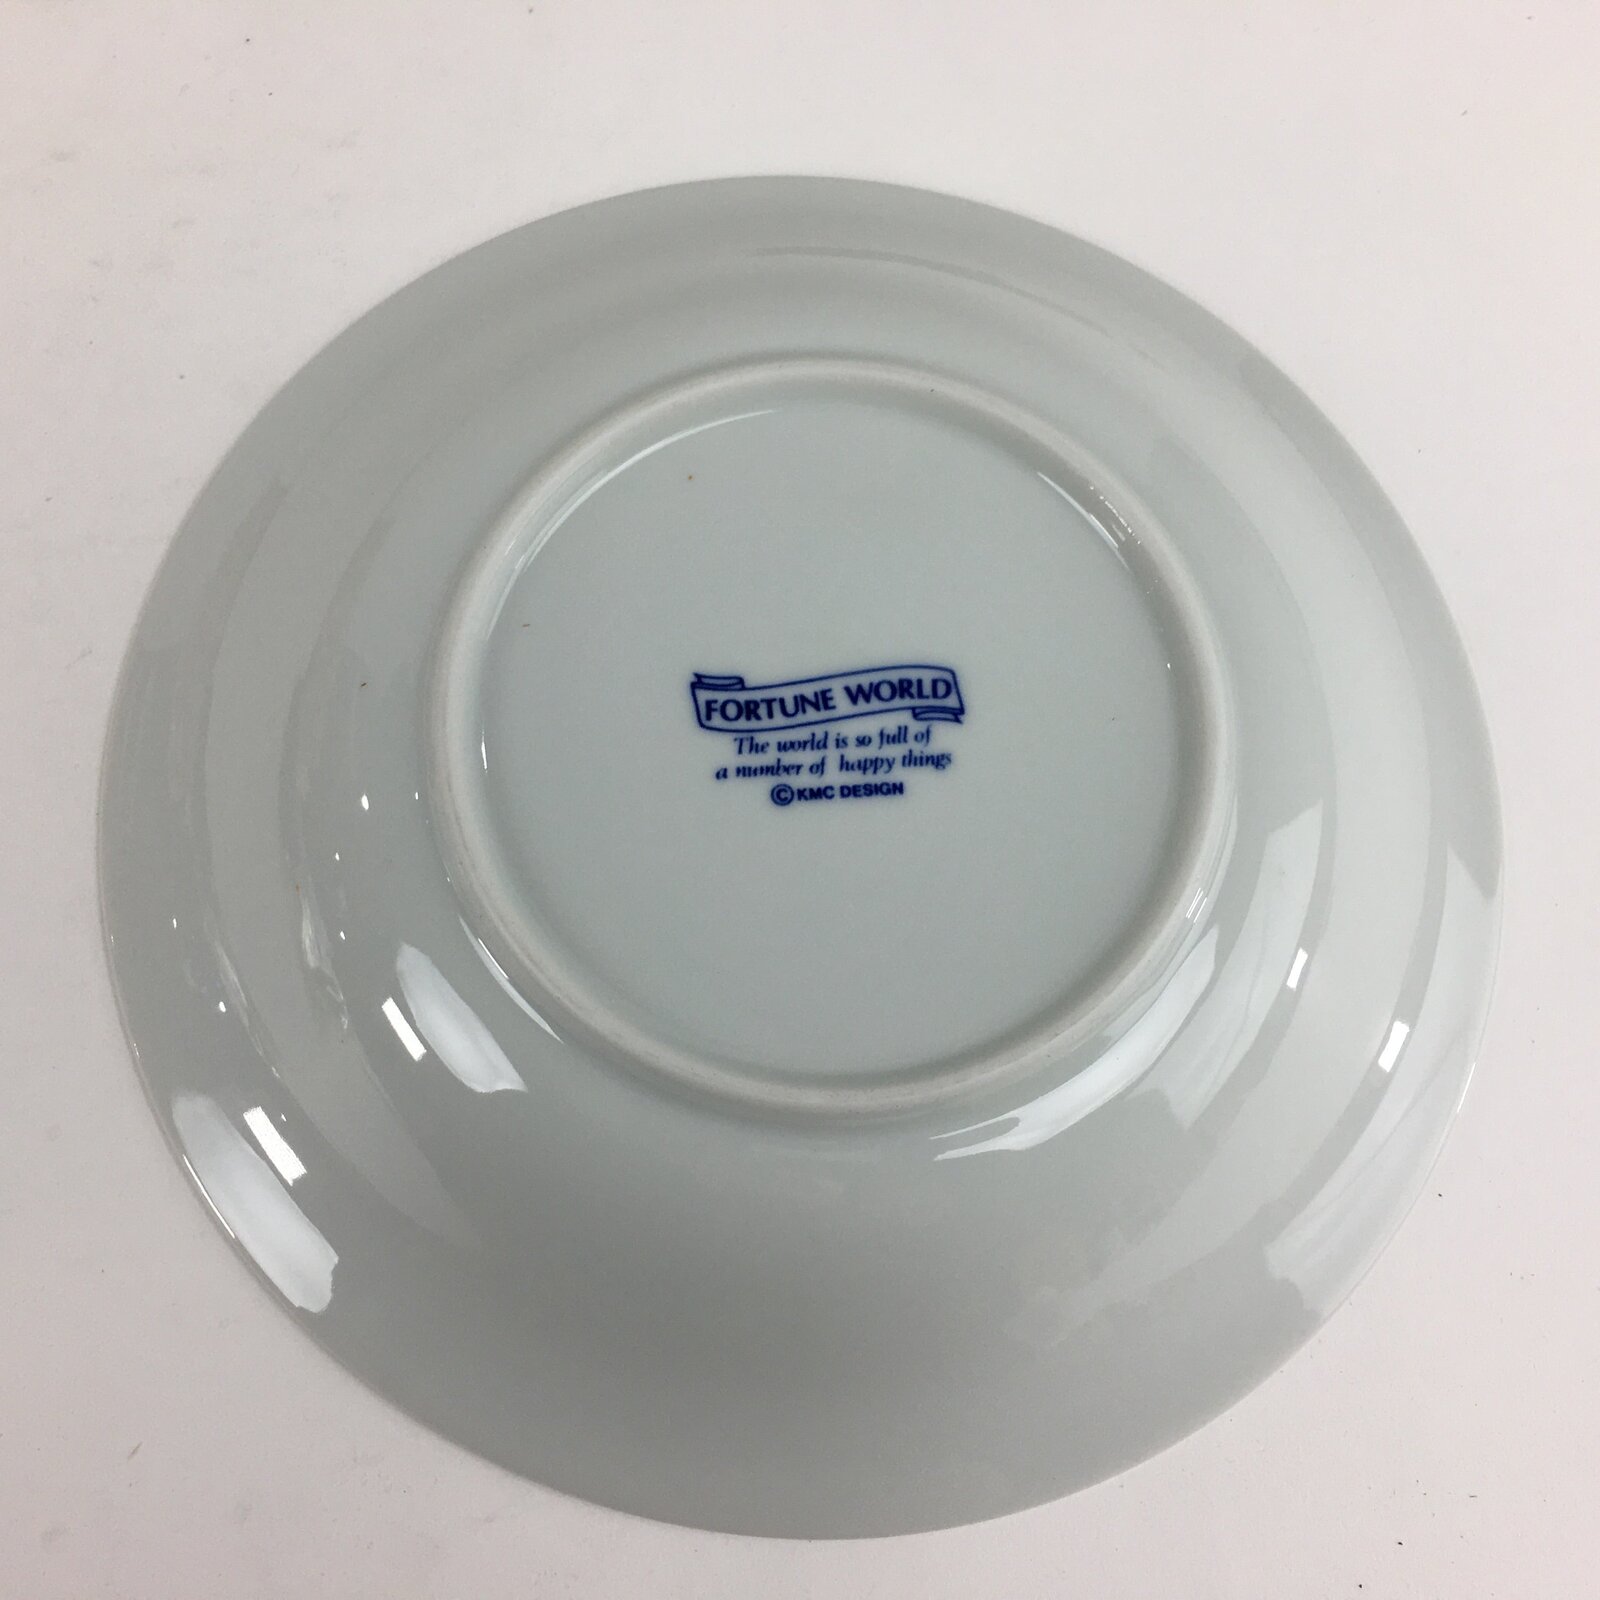 FORTUNE WORLD
The world is so full of
a number of happy things
©KMC DESIGN